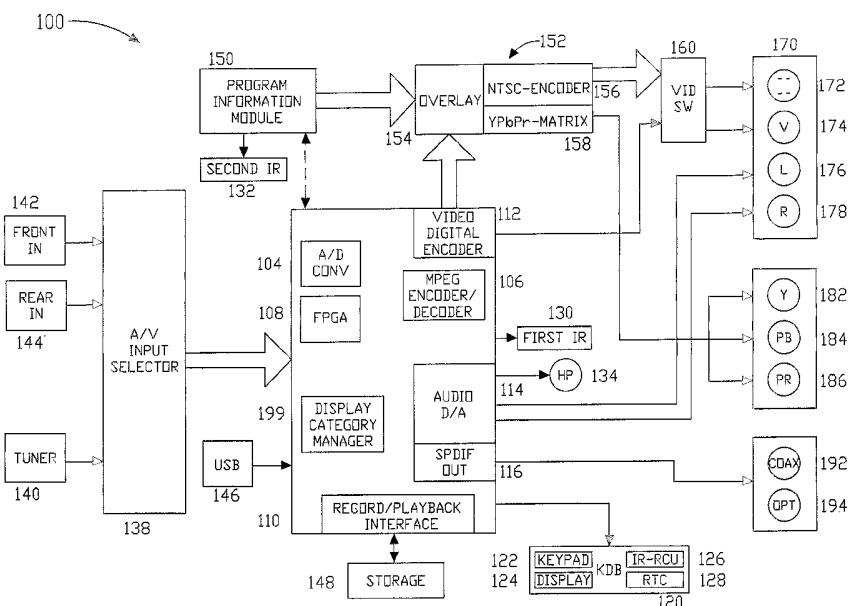 100
150
PROGRAM
INFORMATION
MODULE
SECOND IR
132
152
OVERLAY
154
NTSC-ENCODER
156
YPbPr-MATRIX
158
160
VID
SW
170
172
V
174
L
176
R
178
142
FRONT
IN
REAR
IN
144
TUNER
140
A/V
INPUT
SELECTOR
138
VIDEO
DIGITAL
ENCODER
112
104
A/D
CONV
MPEG
ENCODER/
DECODER
106
108
FPGA
130
FIRST IR
HP
134
114
AUDIO
D/A
199
DISPLAY
CATEGORY
MANAGER
SPDIF
OUT
116
USB
146
110
RECORD/PLAYBACK
INTERFACE
148
STORAGE
Y
182
PB
184
PR
186
COAX
192
OPT
194
122
KEYPAD
KDB
IR-RCU
126
124
DISPLAY
RTC
128
120